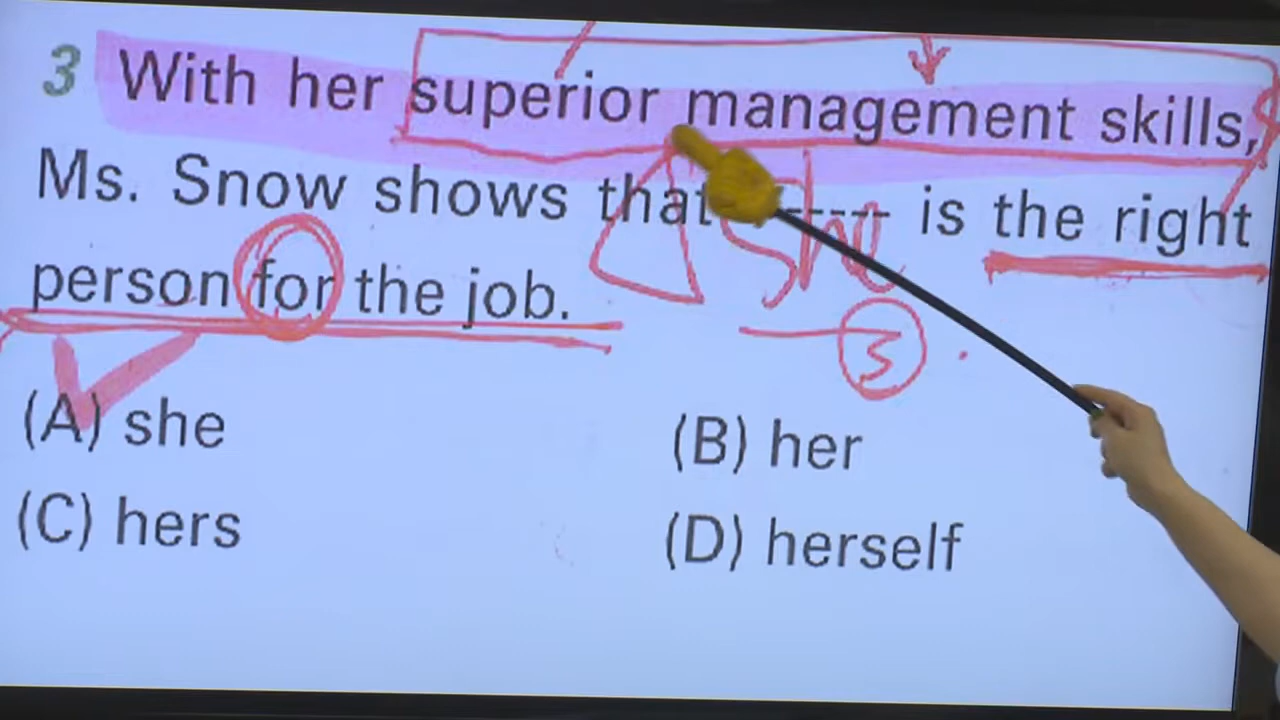 3 With her superior management skills,
Ms. Snow shows that ------ is the right
she
person for the job.
3
(A) she
(B) her
(C) hers
(D) herself